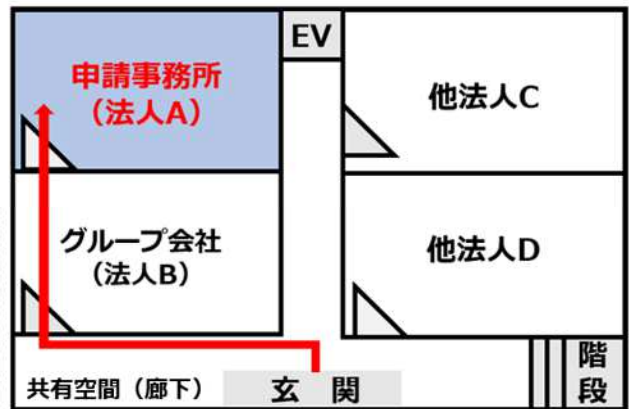 EV
申請事務所
（法人A）
他法人C
グループ会社
（法人B）
他法人D
共有空間（廊下）
玄　関
階
段